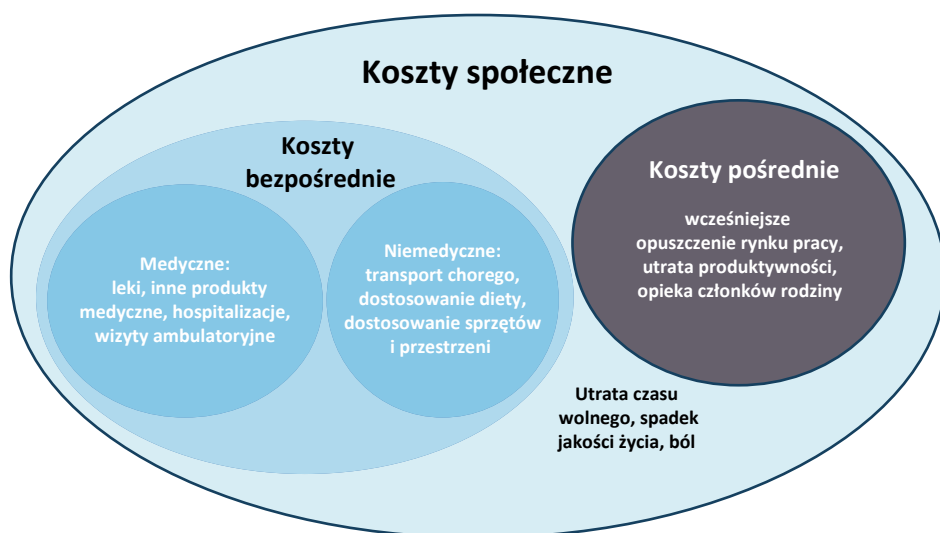 Koszty społeczne
Koszty
bezpośrednie
Medyczne:
leki, inne produkty
medyczne, hospitalizacje,
wizyty ambulatoryjne
Niemedyczne:
transport chorego,
dostosowanie diety,
dostosowanie sprzętów
i przestrzeni
Koszty pośrednie
wcześniejsze
opuszczenie rynku pracy,
utrata produktywności,
opieka członków rodziny
Utrata czasu
wolnego, spadek
jakości życia, ból